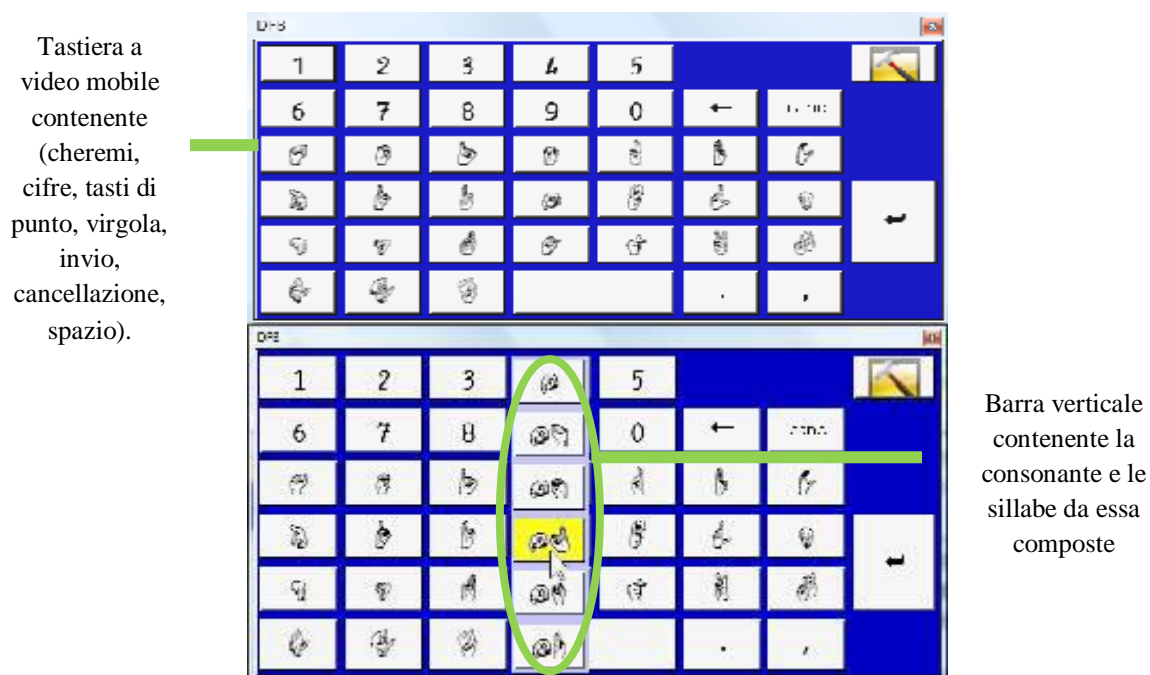 Tastiera a
video mobile
contenente
(cheremi,
cifre, tasti di
punto, virgola,
invio,
cancellazione,
spazio).
1 2 3 4 5
6 7 8 9 0 ←
. ,
1 2 3 5
6 7 8 0 ←
. ,
Barra verticale
contenente la
consonante e le
sillabe da essa
composte